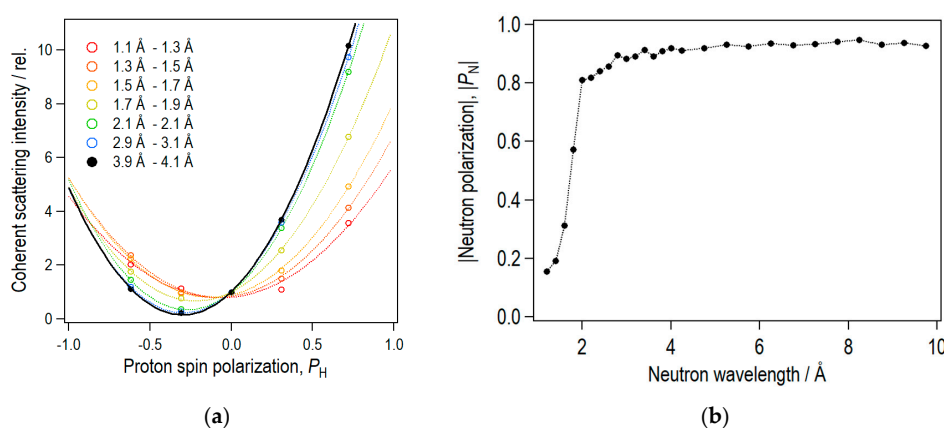 Coherent scattering intensity / rel.
10
8
6
4
2
0
1.1 Å - 1.3 Å
1.3 Å - 1.5 Å
1.5 Å - 1.7 Å
1.7 Å - 1.9 Å
2.1 Å - 2.1 Å
2.9 Å - 3.1 Å
3.9 Å - 4.1 Å
-1.0 -0.5 0.0 0.5 1.0
Proton spin polarization, PH
(a)
|Neutron polarization|, |PN|
1.0
0.8
0.6
0.4
0.2
0.0
2 4 6 8 10
Neutron wavelength / Å
(b)